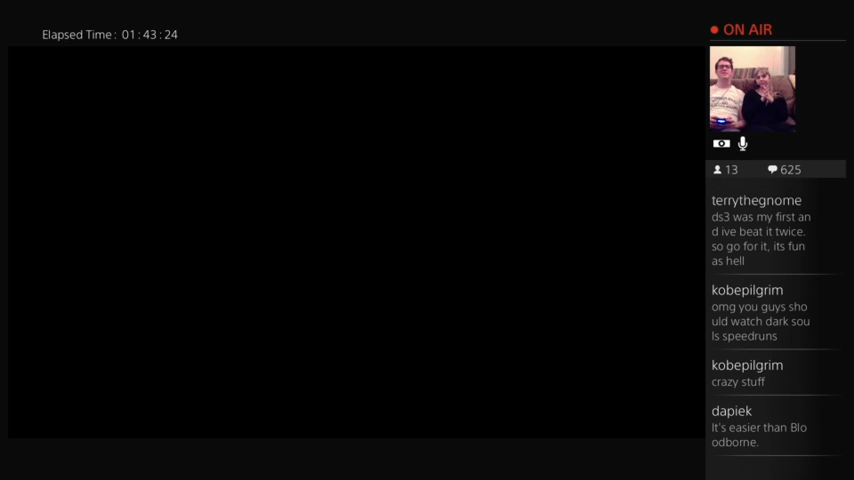 Elapsed Time: 01:43:24
ON AIR
13 625
terrythegnome
ds3 was my first an
d ive beat it twice.
so go for it, its fun
as hell
kobepilgrim
omg you guys sho
uld watch dark sou
ls speedruns
kobepilgrim
crazy stuff
dapiek
It's easier than Blo
odborne.